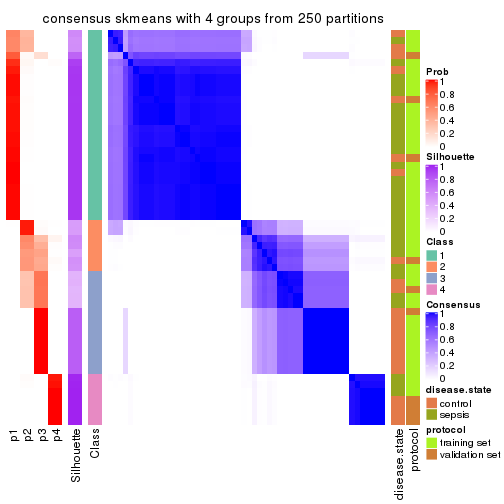 consensus skmeans with 4 groups from 250 partitions
Prob
1
0.8
0.6
0.4
0.2
0
Silhouette
1
0.8
0.6
0.4
0.2
0
Class
1
2
3
4
Consensus
1
0.8
0.6
0.4
0.2
0
disease.state
control
sepsis
protocol
training set
validation set
p1
p2
p3
p4
Silhouette
Class
disease.state
protocol